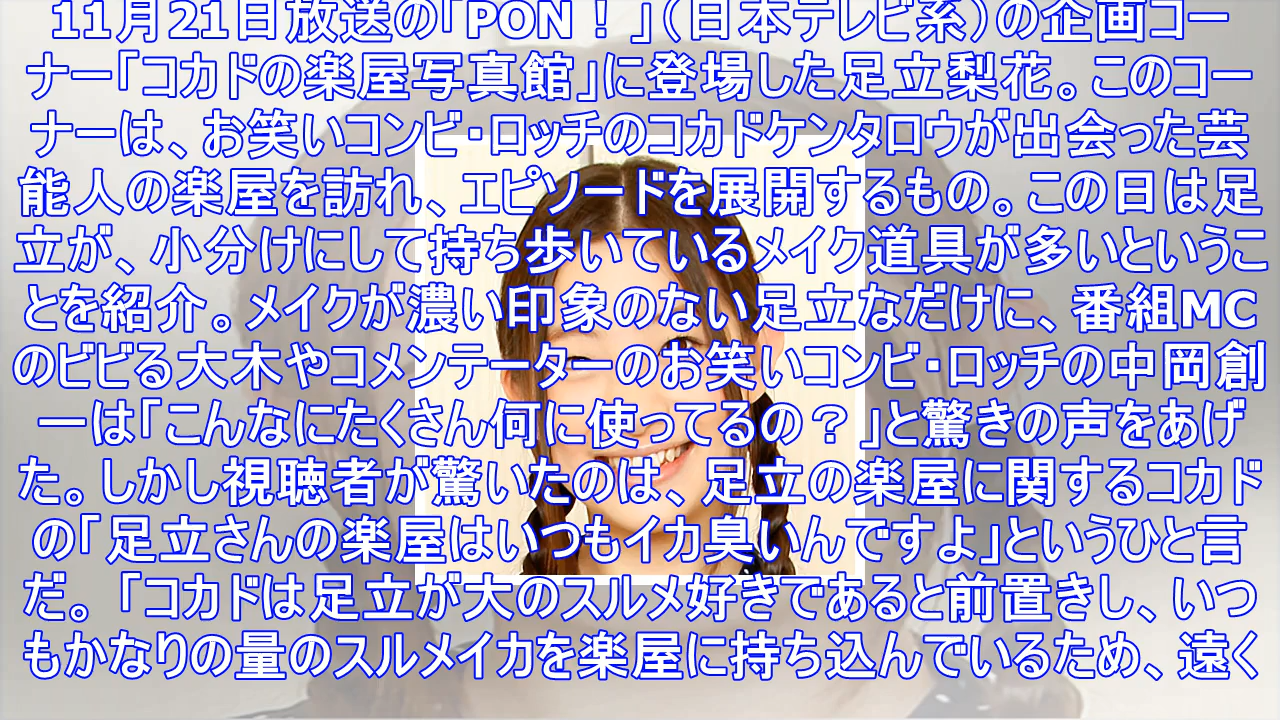 11月21日放送の「PON！」（日本テレビ系）の企画コー
ナー「コカドの楽屋写真館」に登場した足立梨花。このコー
ナーは、お笑いコンビ・ロッチのコカドケンタロウが出会った芸
能人の楽屋を訪れ、エピソードを展開するもの。この日は足
立が、小分けにして持ち歩いているメイク道具が多いというこ
とを紹介。メイクが濃い印象のない足立なだけに、番組MC
のビビる大木やコメンテーターのお笑いコンビ・ロッチの中岡創
一は「こんなにたくさん何に使ってるの？」と驚きの声をあげ
た。しかし視聴者が驚いたのは、足立の楽屋に関するコカド
の「足立さんの楽屋はいつもイカ臭いんですよ」というひと言
だ。「コカドは足立が大のスルメ好きであると前置きし、いつ
もかなりの量のスルメイカを楽屋に持ち込んでいるため、遠く